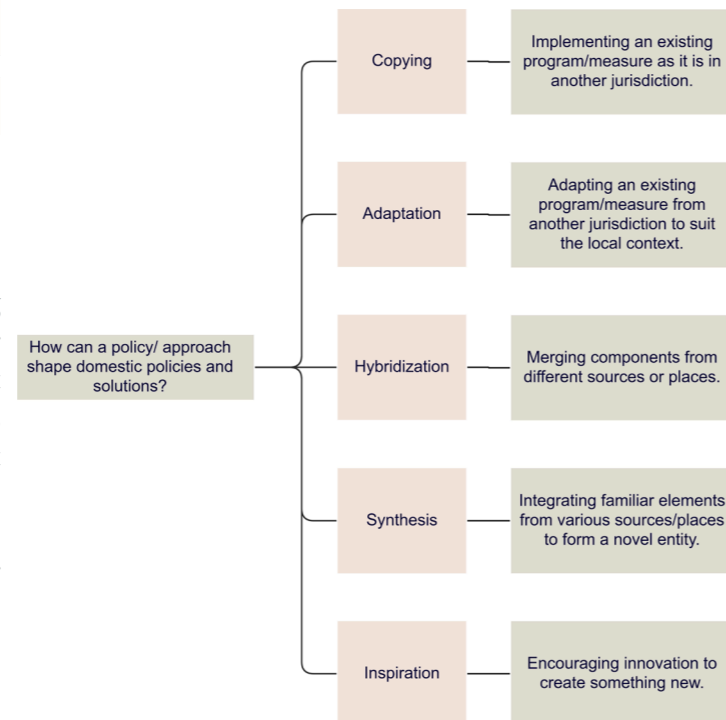 Copying
Implementing an existing
program/measure as it is in
another jurisdiction.
Adaptation
Adapting an existing
program/measure from
another jurisdiction to suit
the local context.
How can a policy/ approach
shape domestic policies and
solutions?
Hybridization
Merging components from
different sources or places.
Synthesis
Integrating familiar elements
from various sources/places
to form a novel entity.
Inspiration
Encouraging innovation to
create something new.